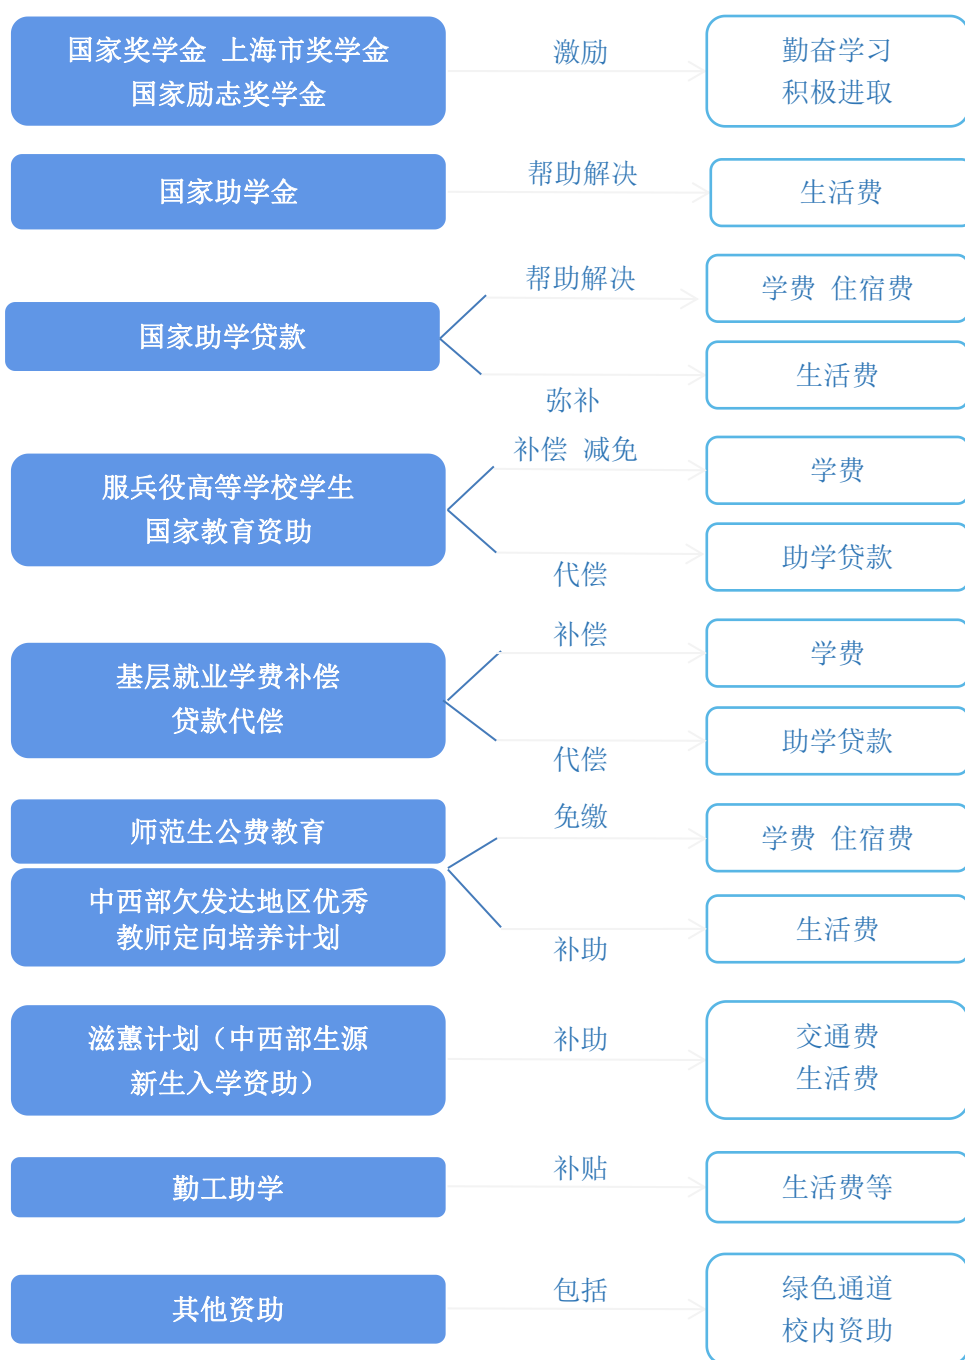 国家奖学金 上海市奖学金
国家励志奖学金
激励
勤奋学习
积极进取
国家助学金
帮助解决
生活费
国家助学贷款
帮助解决
学费 住宿费
弥补
生活费
服兵役高等学校学生
国家教育资助
补偿 减免
学费
代偿
助学贷款
基层就业学费补偿
贷款代偿
补偿
学费
代偿
助学贷款
师范生公费教育
中西部欠发达地区优秀
教师定向培养计划
免缴
学费 住宿费
补助
生活费
滋蕙计划（中西部生源
新生入学资助）
补助
交通费
生活费
勤工助学
补贴
生活费等
其他资助
包括
绿色通道
校内资助